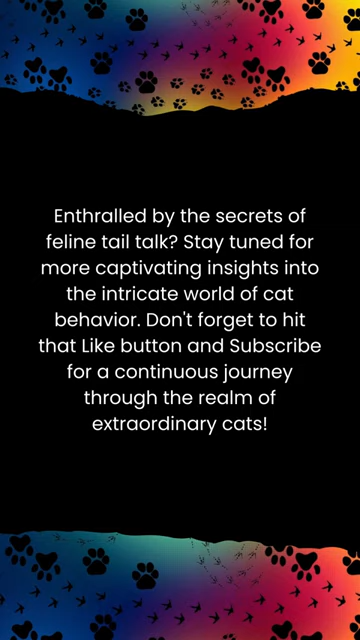 Enthralled by the secrets of
feline tail talk? Stay tuned for
more captivating insights into
the intricate world of cat
behavior. Don't forget to hit
that Like button and Subscribe
for a continuous journey
through the realm of
extraordinary cats!